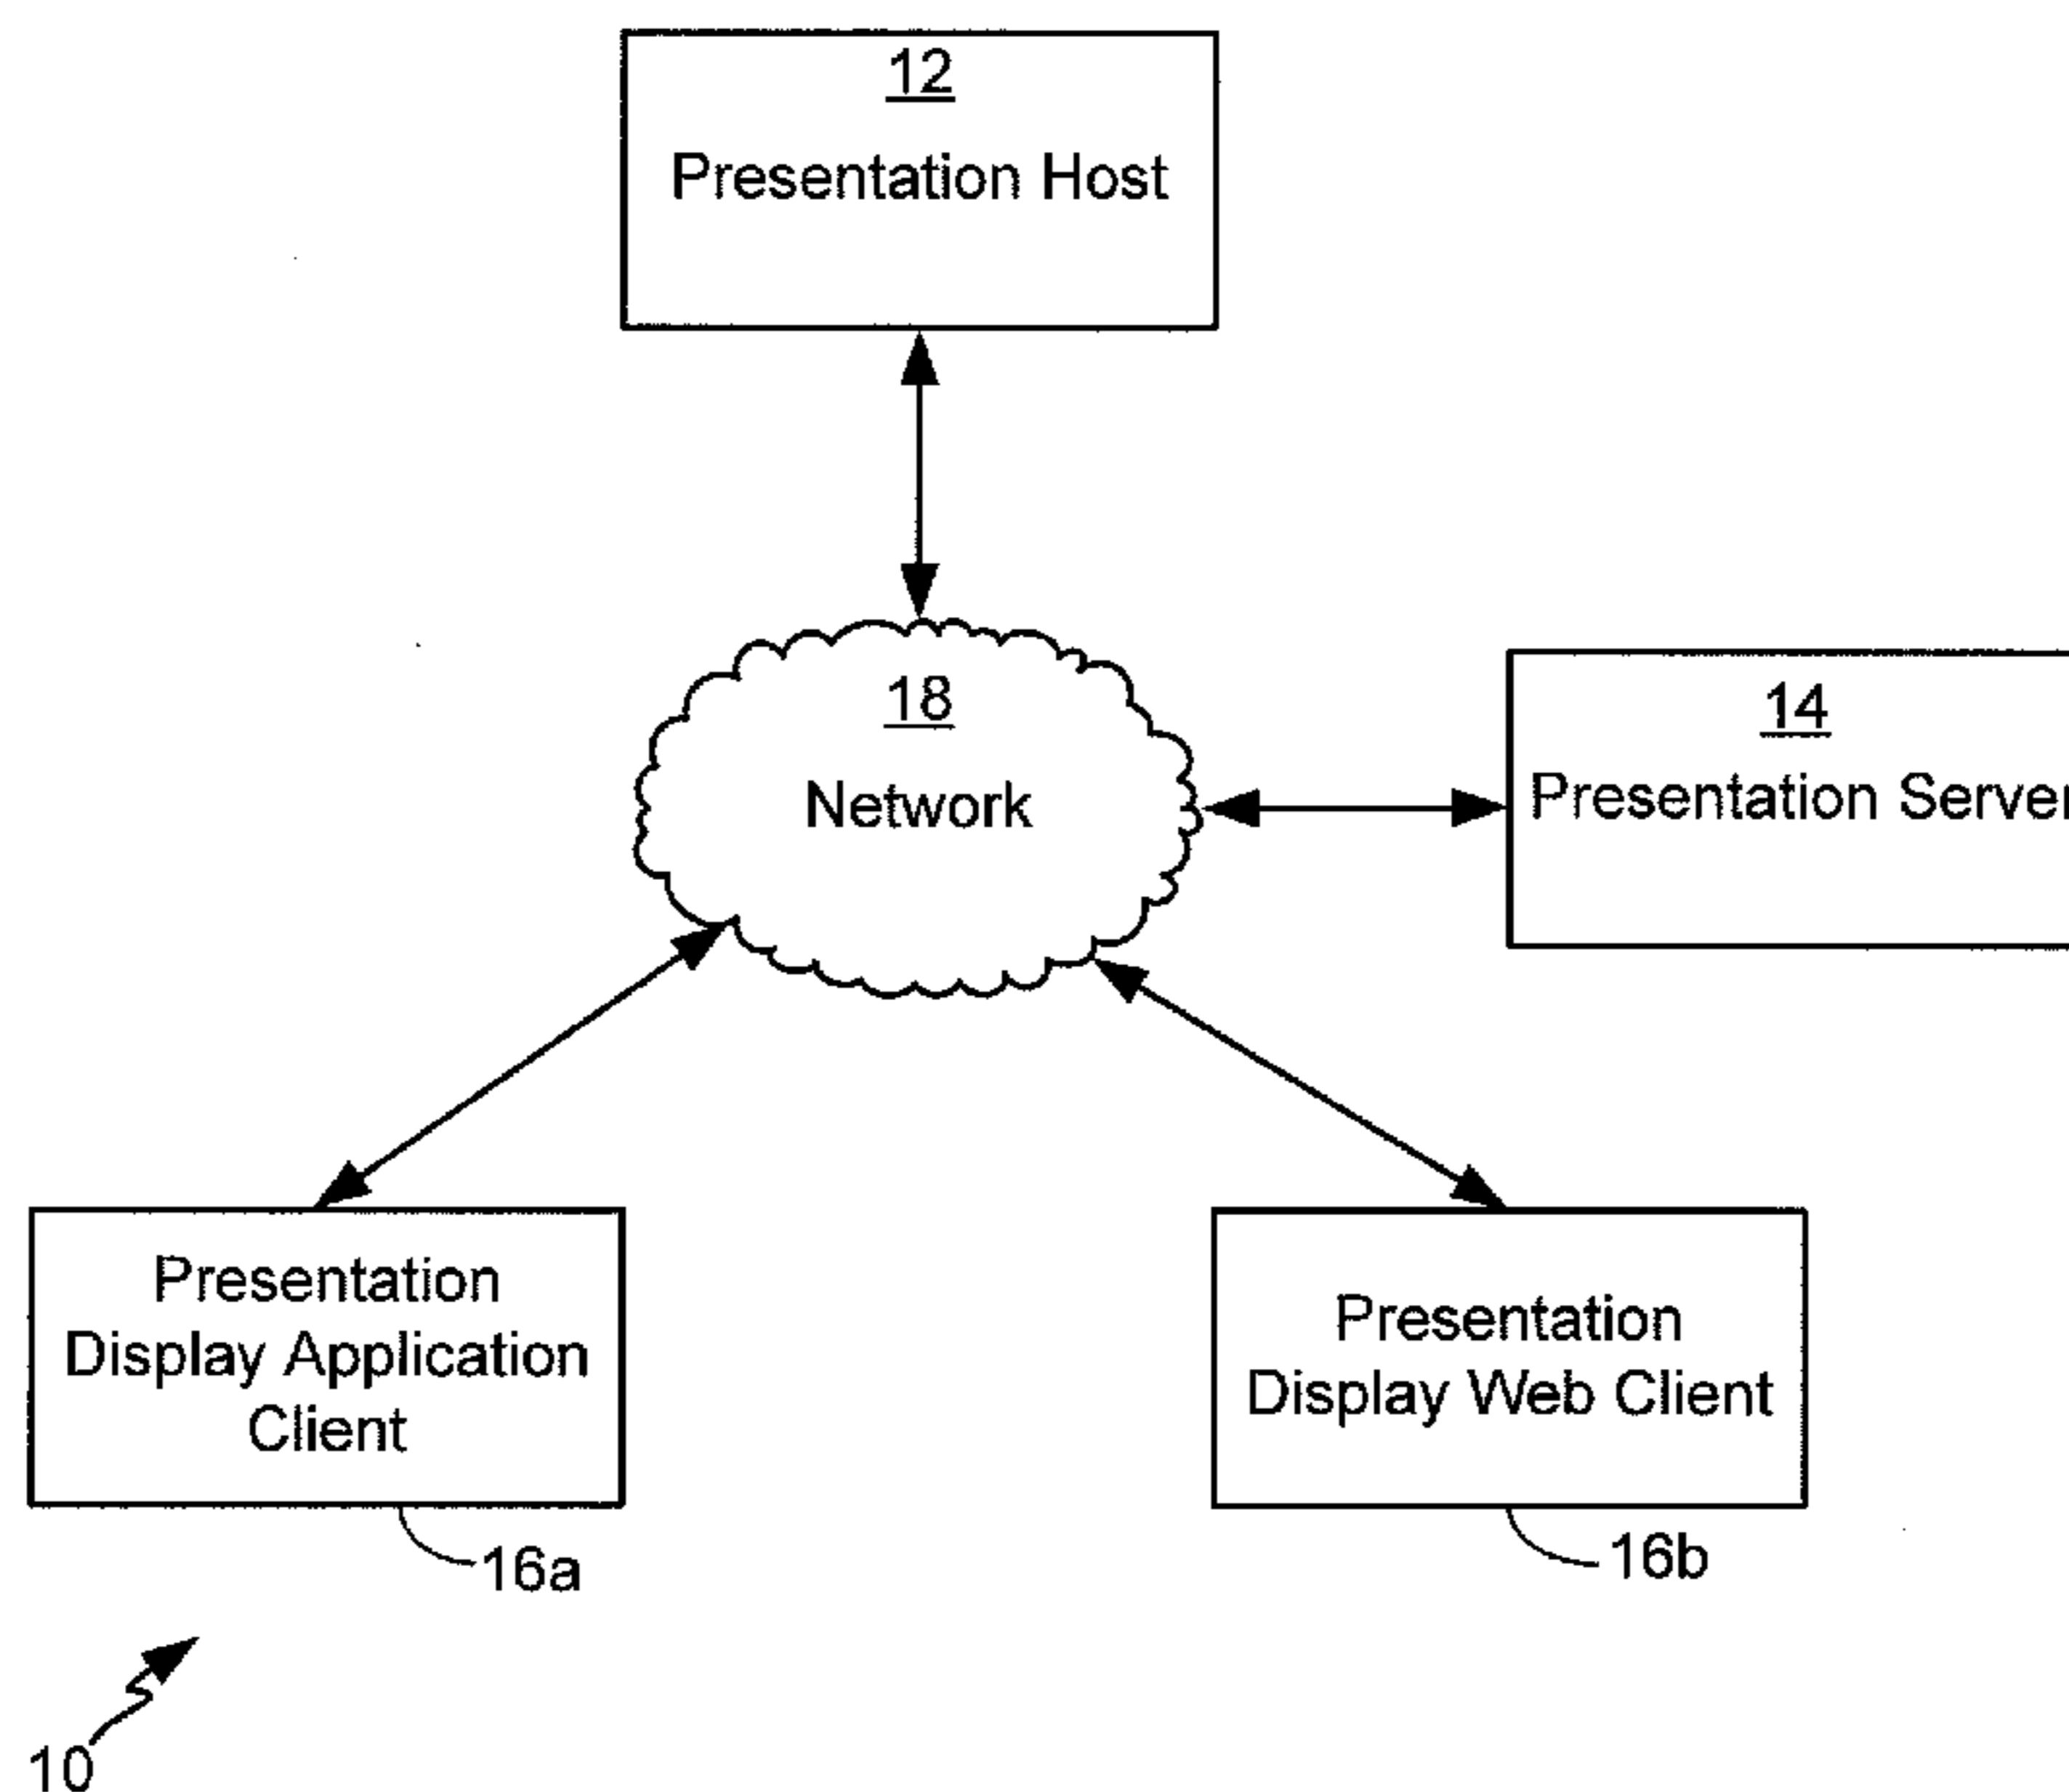 12
Presentation Host
18
Network
14
Presentation Server
Presentation
Display Application
Client
Presentation
Display Web Client
16a
16b
10